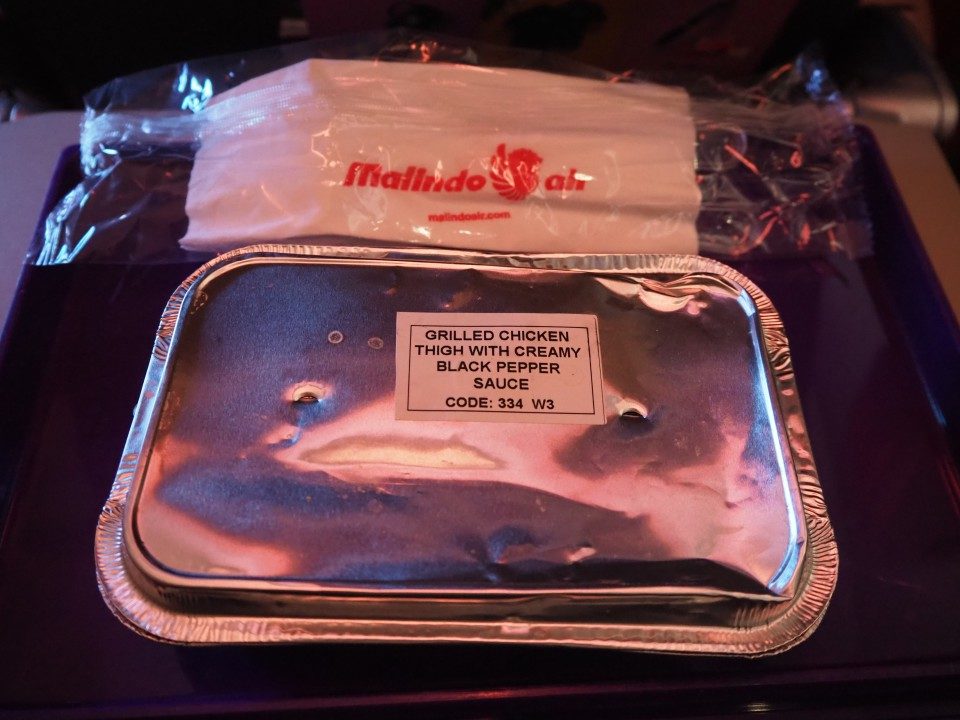 Malindo air
malindoair.com
GRILLED CHICKEN
THIGH WITH CREAMY
BLACK PEPPER
SAUCE
CODE: 334 W3